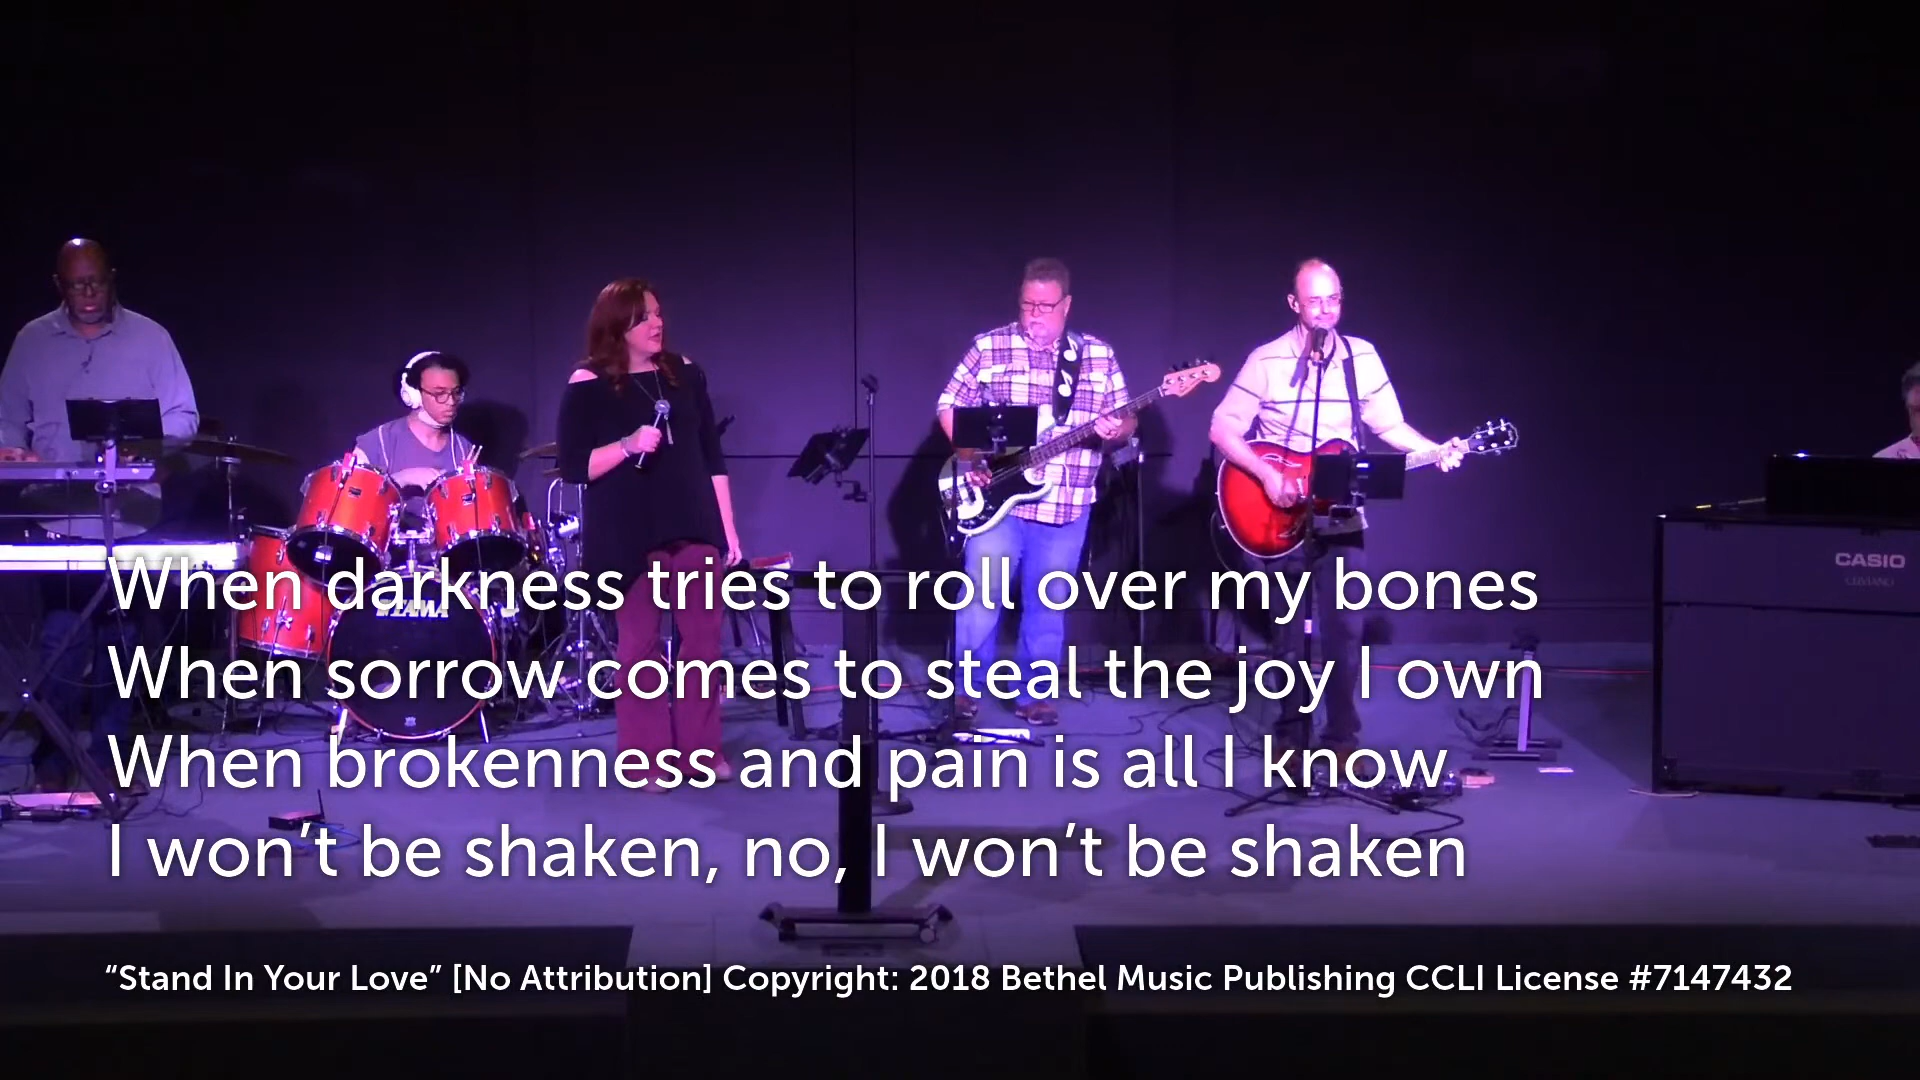 CASIO
TAMA
When darkness tries to roll over my bones
When sorrow comes to steal the joy I own
When brokenness and pain is all I know
I won’t be shaken, no, I won’t be shaken
“Stand In Your Love” [No Attribution] Copyright: 2018 Bethel Music Publishing CCLI License #7147432